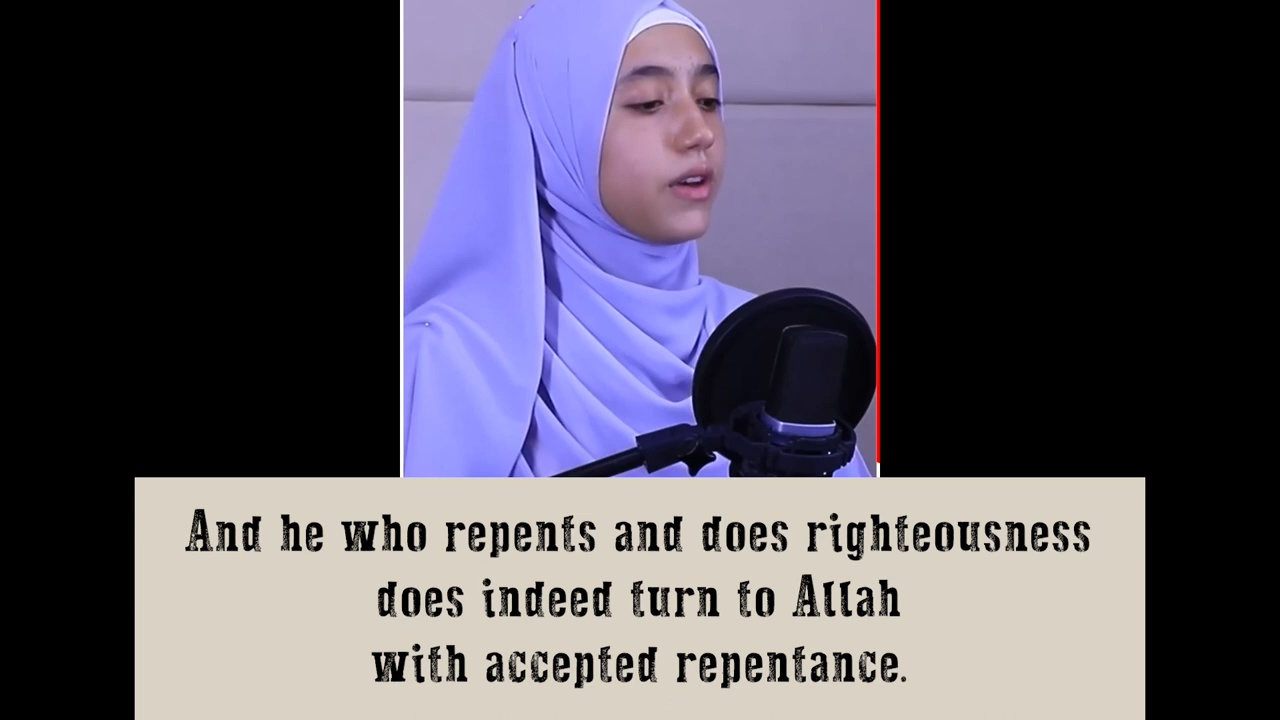 And he who repents and does righteousness
does indeed turn to Allah
with accepted repentance.